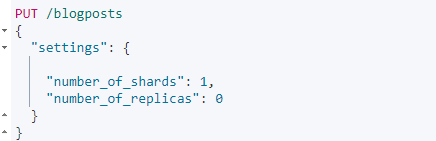 PUT /blogposts
{
"settings": {
"number_of_shards": 1,
"number_of_replicas": 0
}
}